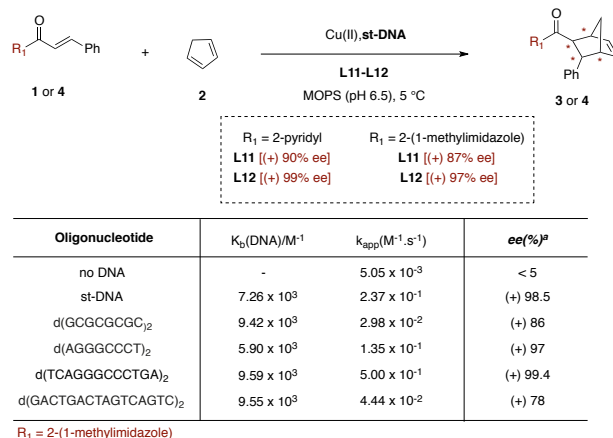 O
R₁
Ph
+
Cu(II),st-DNA
L11-L12
MOPS (pH 6.5), 5 °C
O
R₁
*
*
*
*
Ph
1 or 4
2
3 or 4
R₁ = 2-pyridyl R₁ = 2-(1-methylimidazole)
L11 [(+) 90% ee] L11 [(+) 87% ee]
L12 [(+) 99% ee] L12 [(+) 97% ee]
Oligonucleotide K_b(DNA)/M⁻¹ k_app(M⁻¹.s⁻¹) ee(%)ᵃ
no DNA - 5.05 x 10⁻³ < 5
st-DNA 7.26 x 10³ 2.37 x 10⁻¹ (+) 98.5
d(GCGCGCGC)₂ 9.42 x 10³ 2.98 x 10⁻² (+) 86
d(AGGGCCCT)₂ 5.90 x 10³ 1.35 x 10⁻¹ (+) 97
d(TCAGGGCCCTGA)₂ 9.59 x 10³ 5.00 x 10⁻¹ (+) 99.4
d(GACTGACTAGTCAGTC)₂ 9.55 x 10³ 4.44 x 10⁻² (+) 78
R₁ = 2-(1-methylimidazole)